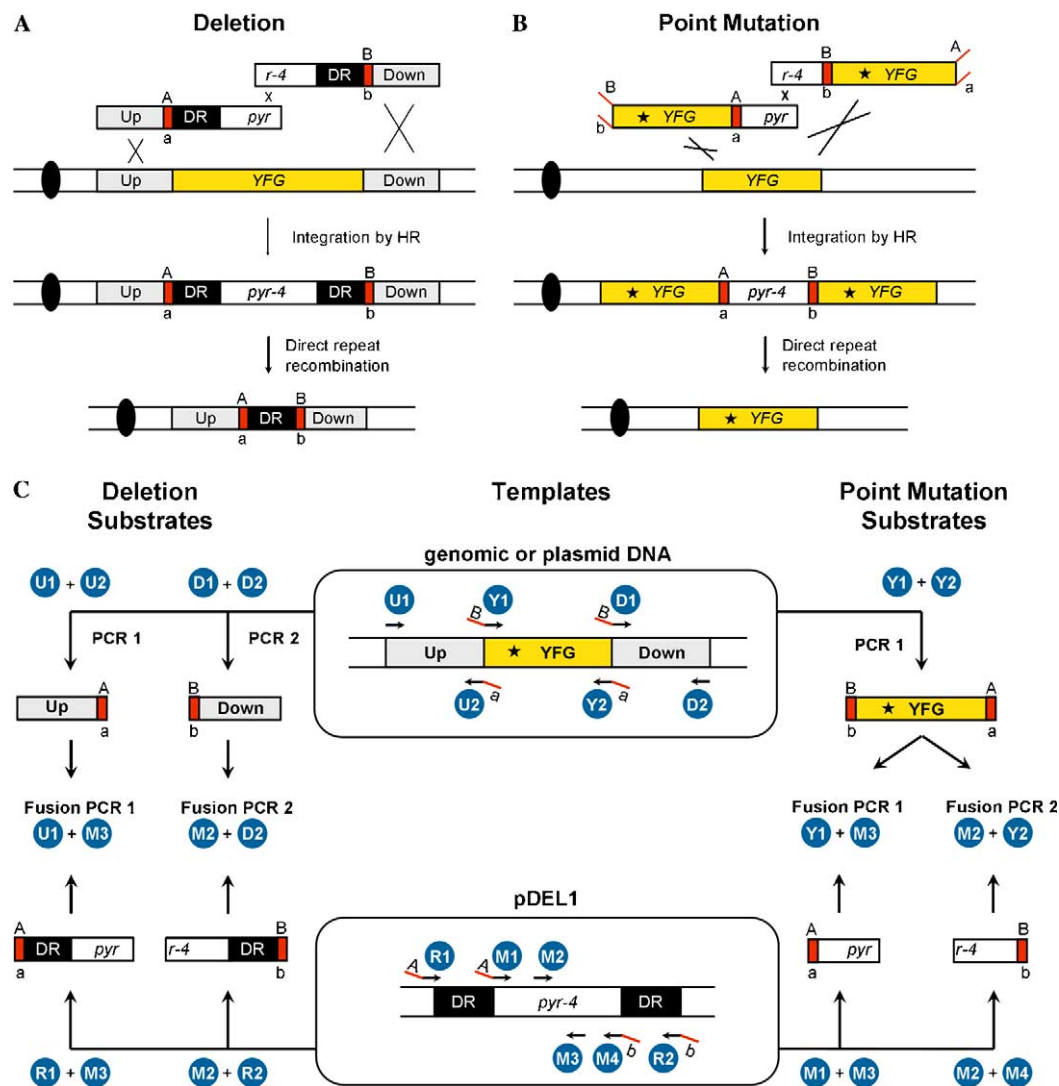 A
Deletion
B
r-4 DR Down
b
A
Up DR pyr
a
x
Up YFG Down
Integration by HR
A B
Up DR pyr-4 DR Down
a b
Direct repeat
recombination
A B
Up DR Down
a b
B
Point Mutation
B A
r-4 YFG
b a
B A
YFG pyr
b a
x
YFG
Integration by HR
A B
YFG pyr-4 YFG
a b
Direct repeat
recombination
YFG
C
Deletion
Substrates
U1 + U2 D1 + D2
PCR 1 PCR 2
A B
Up Down
a b
Fusion PCR 1 Fusion PCR 2
U1 + M3 M2 + D2
A B
DR pyr r-4 DR
a b
R1 + M3 M2 + R2
Templates
genomic or plasmid DNA
U1 B Y1 B D1
Up YFG Down
U2 a Y2 a D2
pDEL1
A R1 A M1 M2
DR pyr-4 DR
M3 M4 b R2 b
Point Mutation
Substrates
Y1 + Y2
PCR 1
B A
YFG
b a
Fusion PCR 1 Fusion PCR 2
Y1 + M3 M2 + Y2
A B
pyr r-4
a b
M1 + M3 M2 + M4